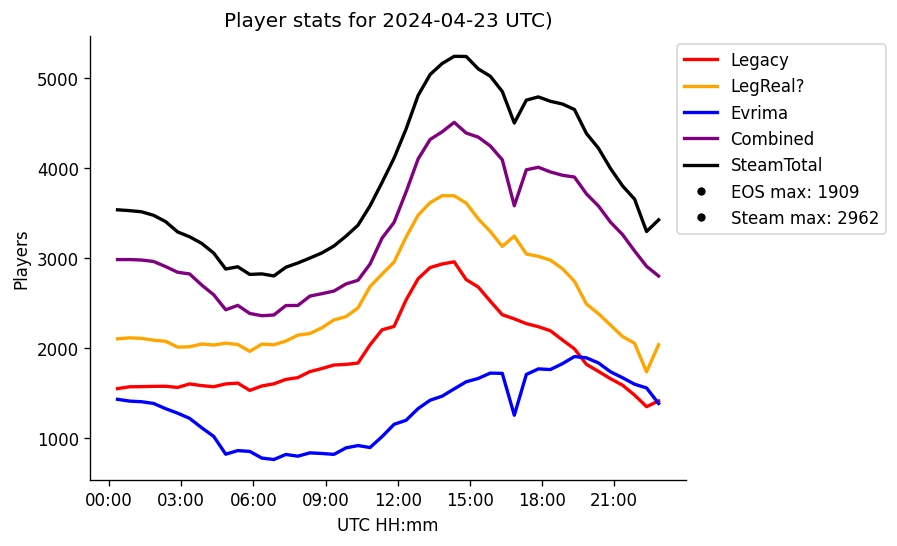 Player stats for 2024-04-23 UTC)
Legacy
LegReal?
Evrima
Combined
SteamTotal
EOS max: 1909
Steam max: 2962
5000
4000
3000
2000
1000
Players
00:00 03:00 06:00 09:00 12:00 15:00 18:00 21:00
UTC HH:mm